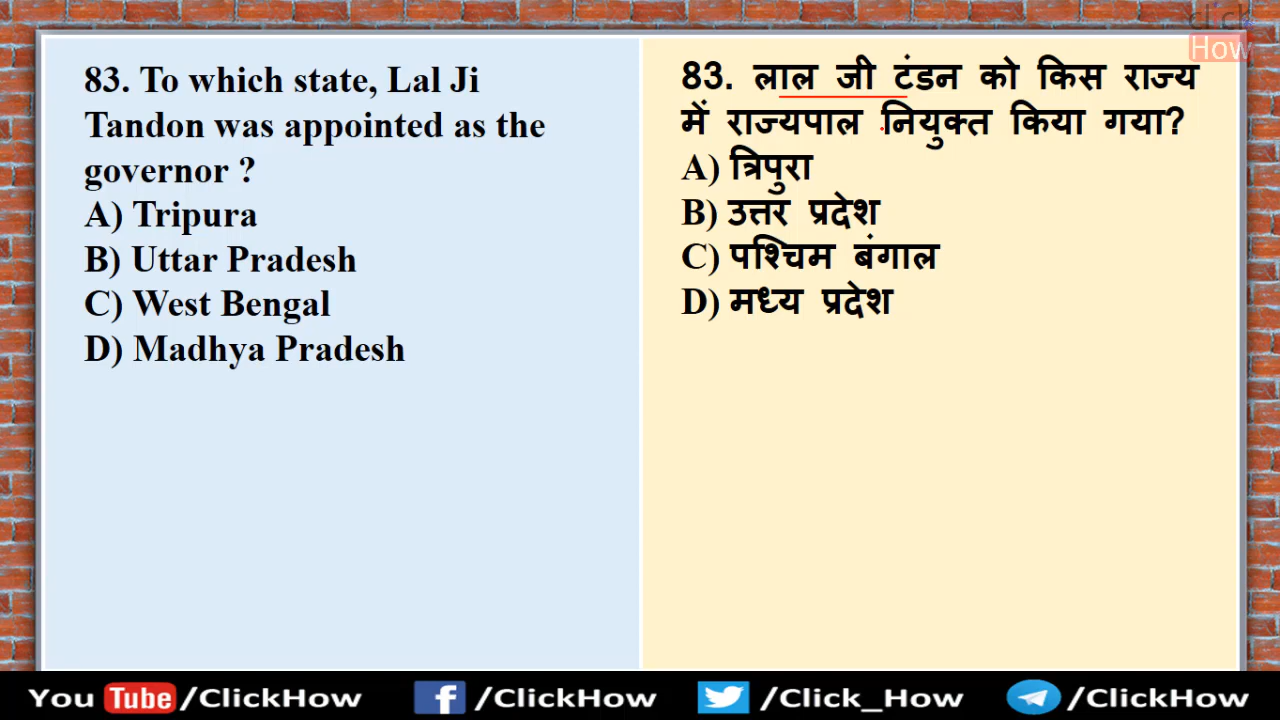 click
How
83. To which state, Lal Ji
Tandon was appointed as the
governor ?
A) Tripura
B) Uttar Pradesh
C) West Bengal
D) Madhya Pradesh
83. लाल जी टंडन को किस राज्य
में राज्यपाल नियुक्त किया गया?
A) त्रिपुरा
B) उत्तर प्रदेश
C) पश्चिम बंगाल
D) मध्य प्रदेश
You Tube /ClickHow f /ClickHow /Click_How /ClickHow